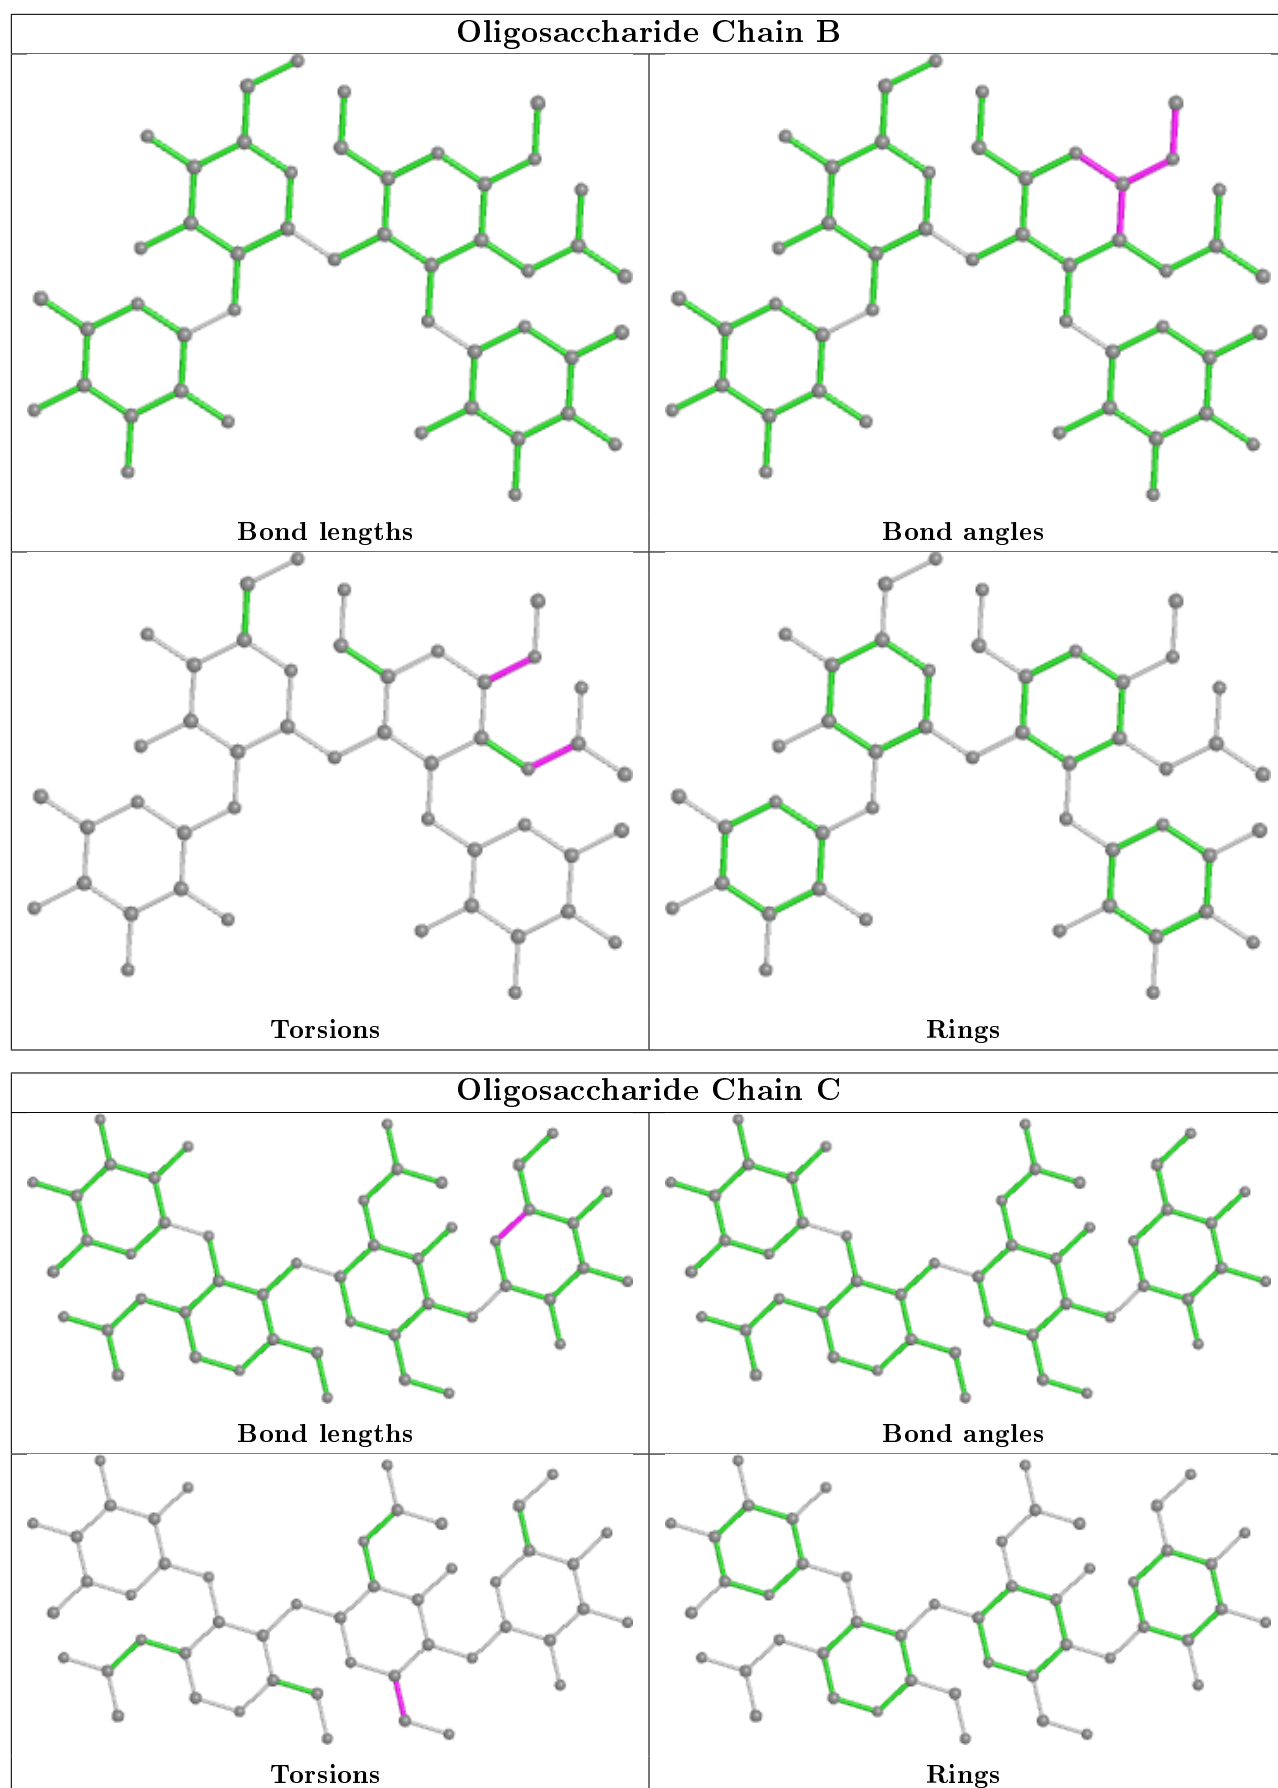 Oligosaccharide Chain B
Bond lengths
Bond angles
Torsions
Rings
Oligosaccharide Chain C
Bond lengths
Bond angles
Torsions
Rings